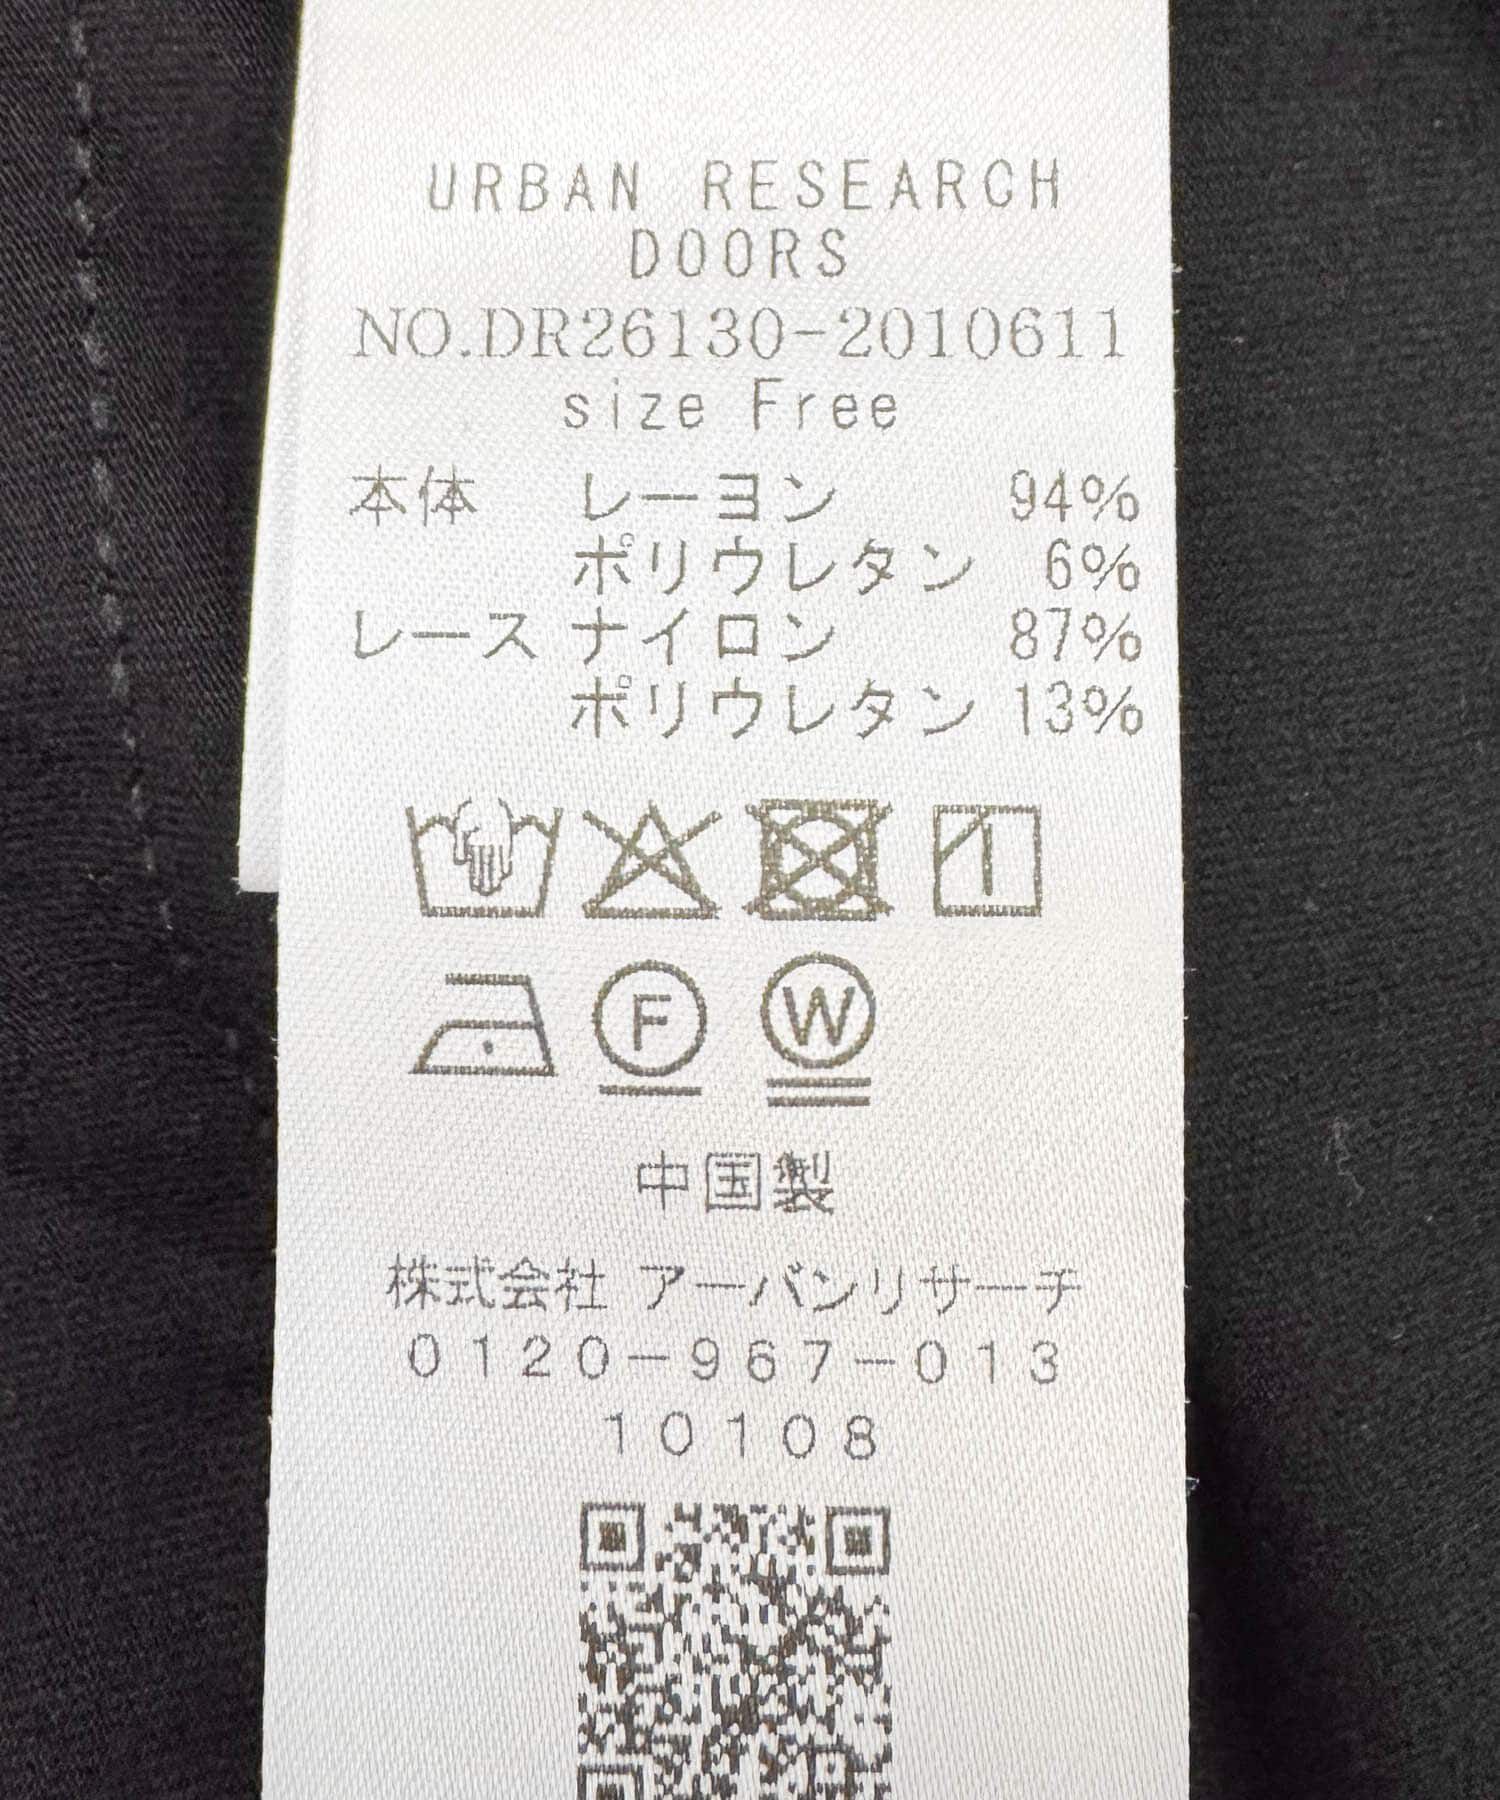 URBAN RESEARCH
DOORS
NO.DR26130-2010611
size Free
本体 レーヨン 94%
ポリウレタン 6%
レース ナイロン 87%
ポリウレタン 13%
F W
中国製
株式会社 アーバンリサーチ
0120-967-013
10108